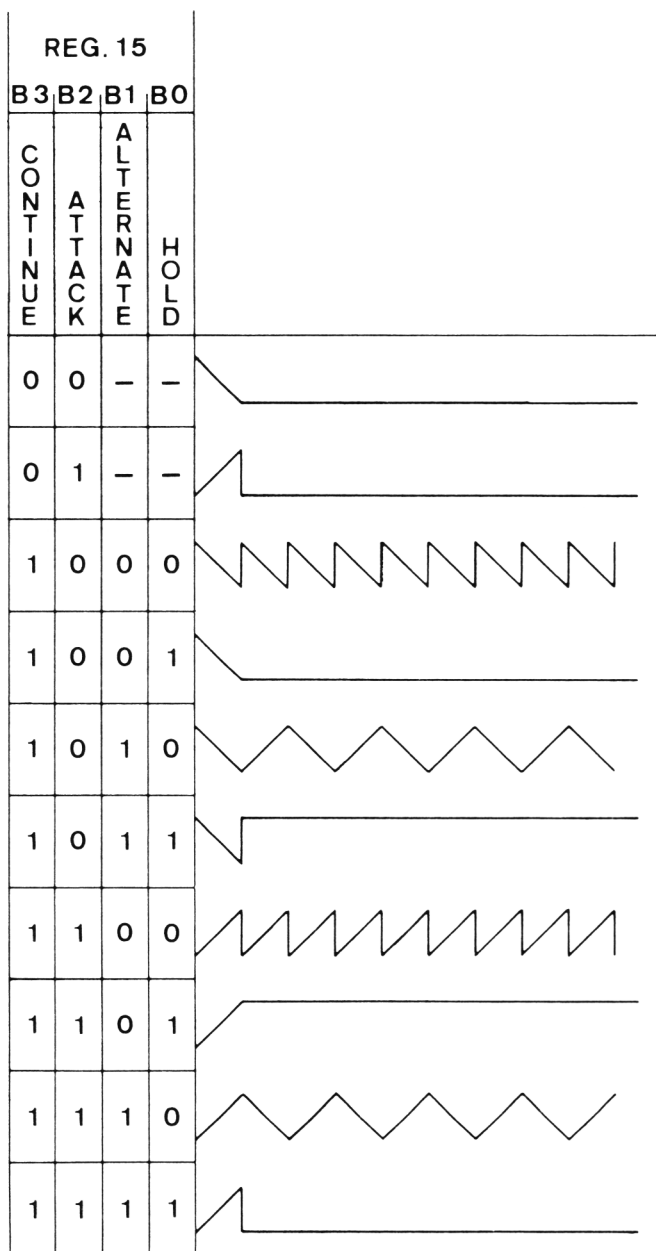 REG. 15
B3 B2 B1 B0
CONTINUE ATTACK ALTERNATE HOLD
0 0 – –
0 1 – –
1 0 0 0
1 0 0 1
1 0 1 0
1 0 1 1
1 1 0 0
1 1 0 1
1 1 1 0
1 1 1 1